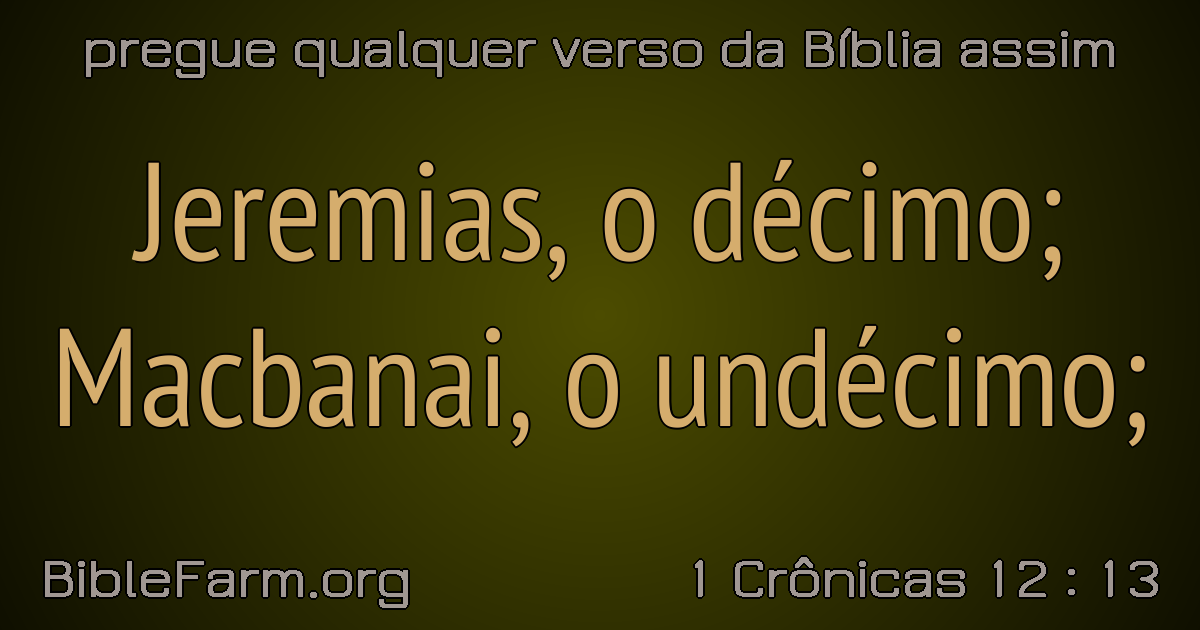 pregue qualquer verso da Bíblia assim
Jeremias, o décimo;
Macbanai, o undécimo;
BibleFarm.org
1 Crônicas 12 : 13